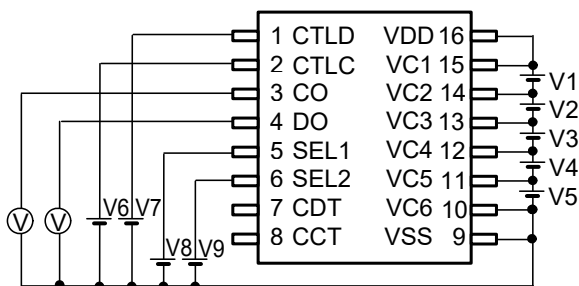 1 CTLD VDD 16
2 CTLC VC1 15
3 CO VC2 14
4 DO VC3 13
5 SEL1 VC4 12
6 SEL2 VC5 11
7 CDT VC6 10
8 CCT VSS 9
V1
V2
V3
V4
V5
V V V6 V7
V8 V9